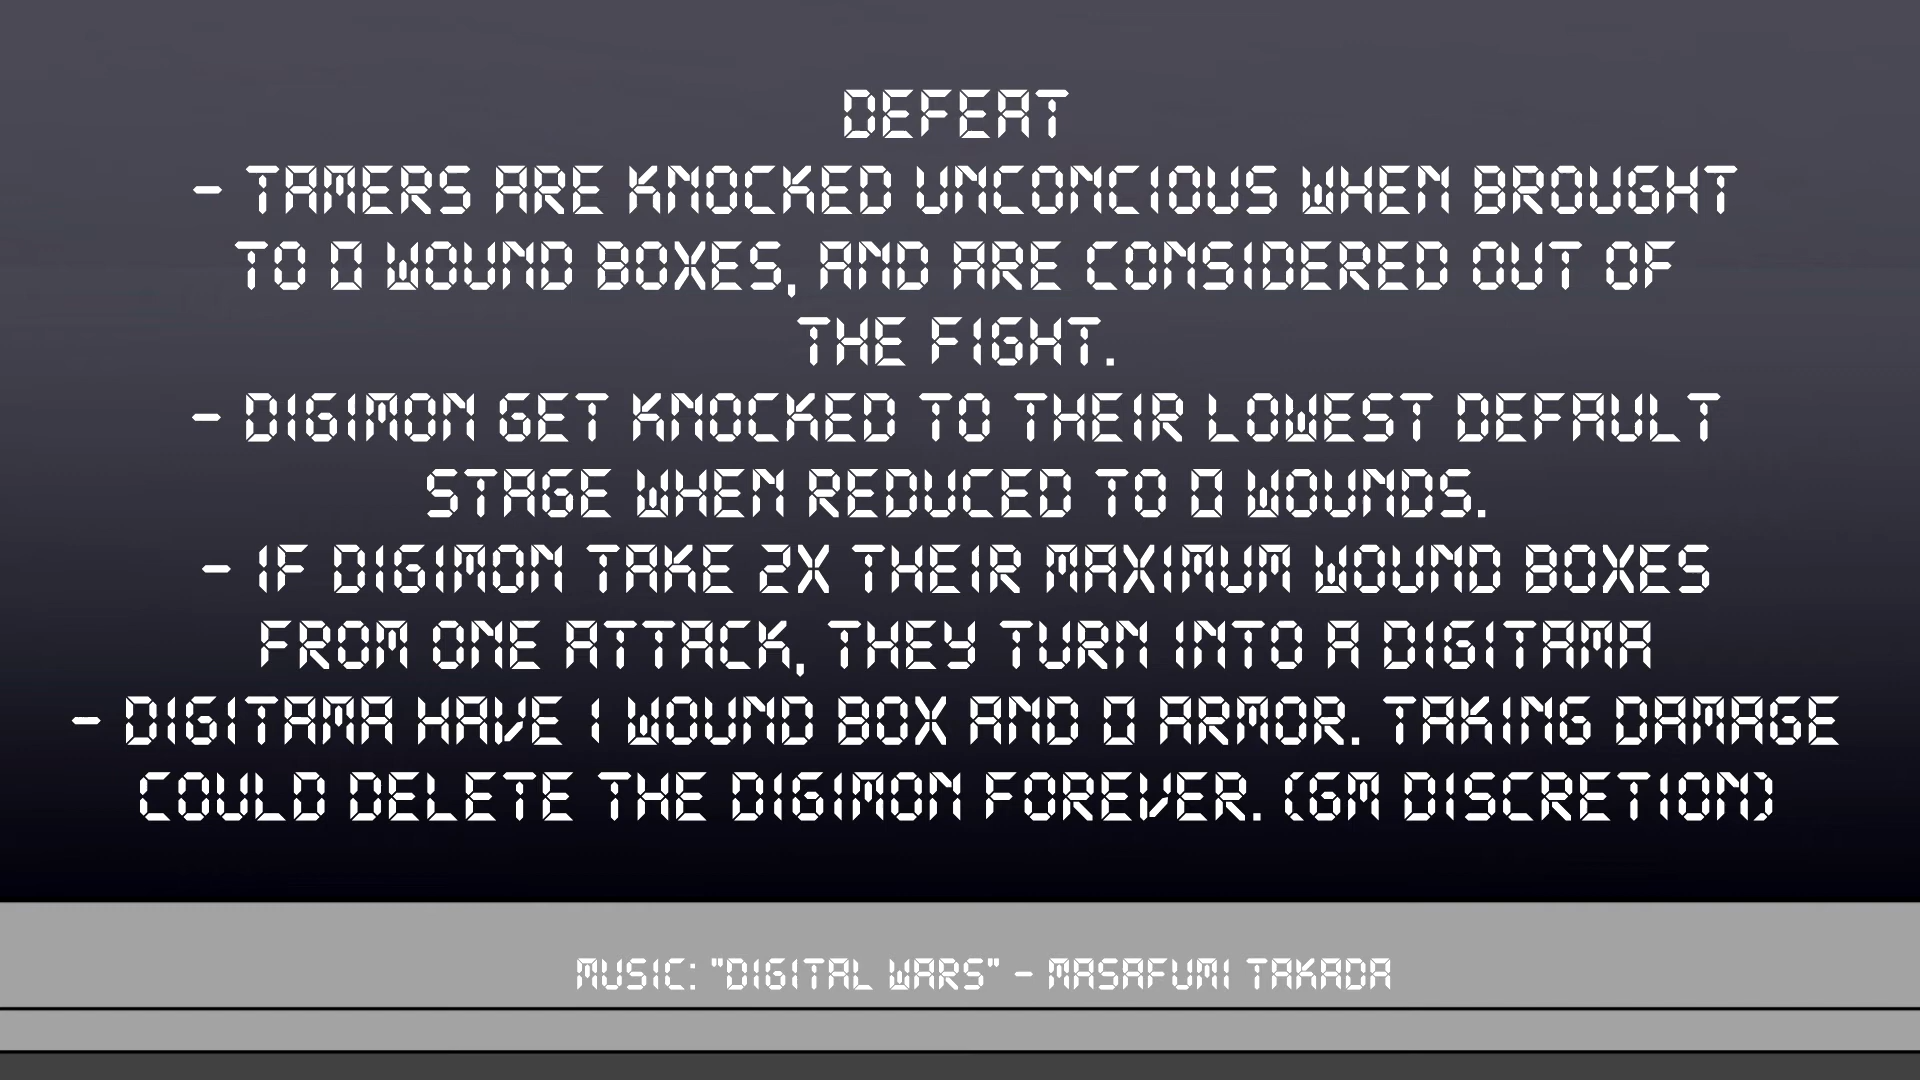 DEFEAT
- TAMERS ARE KNOCKED UNCONCIOUS WHEN BROUGHT
TO 0 WOUND BOXES, AND ARE CONSIDERED OUT OF
THE FIGHT.
- DIGIMON GET KNOCKED TO THEIR LOWEST DEFAULT
STAGE WHEN REDUCED TO 0 WOUNDS.
- IF DIGIMON TAKE 2X THEIR MAXIMUM WOUND BOXES
FROM ONE ATTACK, THEY TURN INTO A DIGITAMA
- DIGITAMA HAVE 1 WOUND BOX AND 0 ARMOR. TAKING DAMAGE
COULD DELETE THE DIGIMON FOREVER. (GM DISCRETION)
MUSIC: "DIGITAL WARS" - MASAFUMI TAKADA